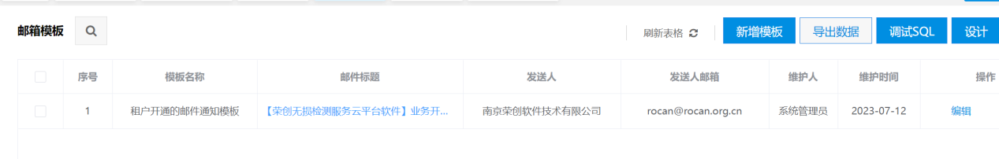 邮箱模板 刷新表格 新增模板 导出数据 调试SQL 设计
序号 模板名称 邮件标题 发送人 发送人邮箱 维护人 维护时间 操作
1 租户开通的邮件通知模板 【荣创无损检测服务云平台软件】业务开... 南京荣创软件技术有限公司 rocan@rocan.org.cn 系统管理员 2023-07-12 编辑